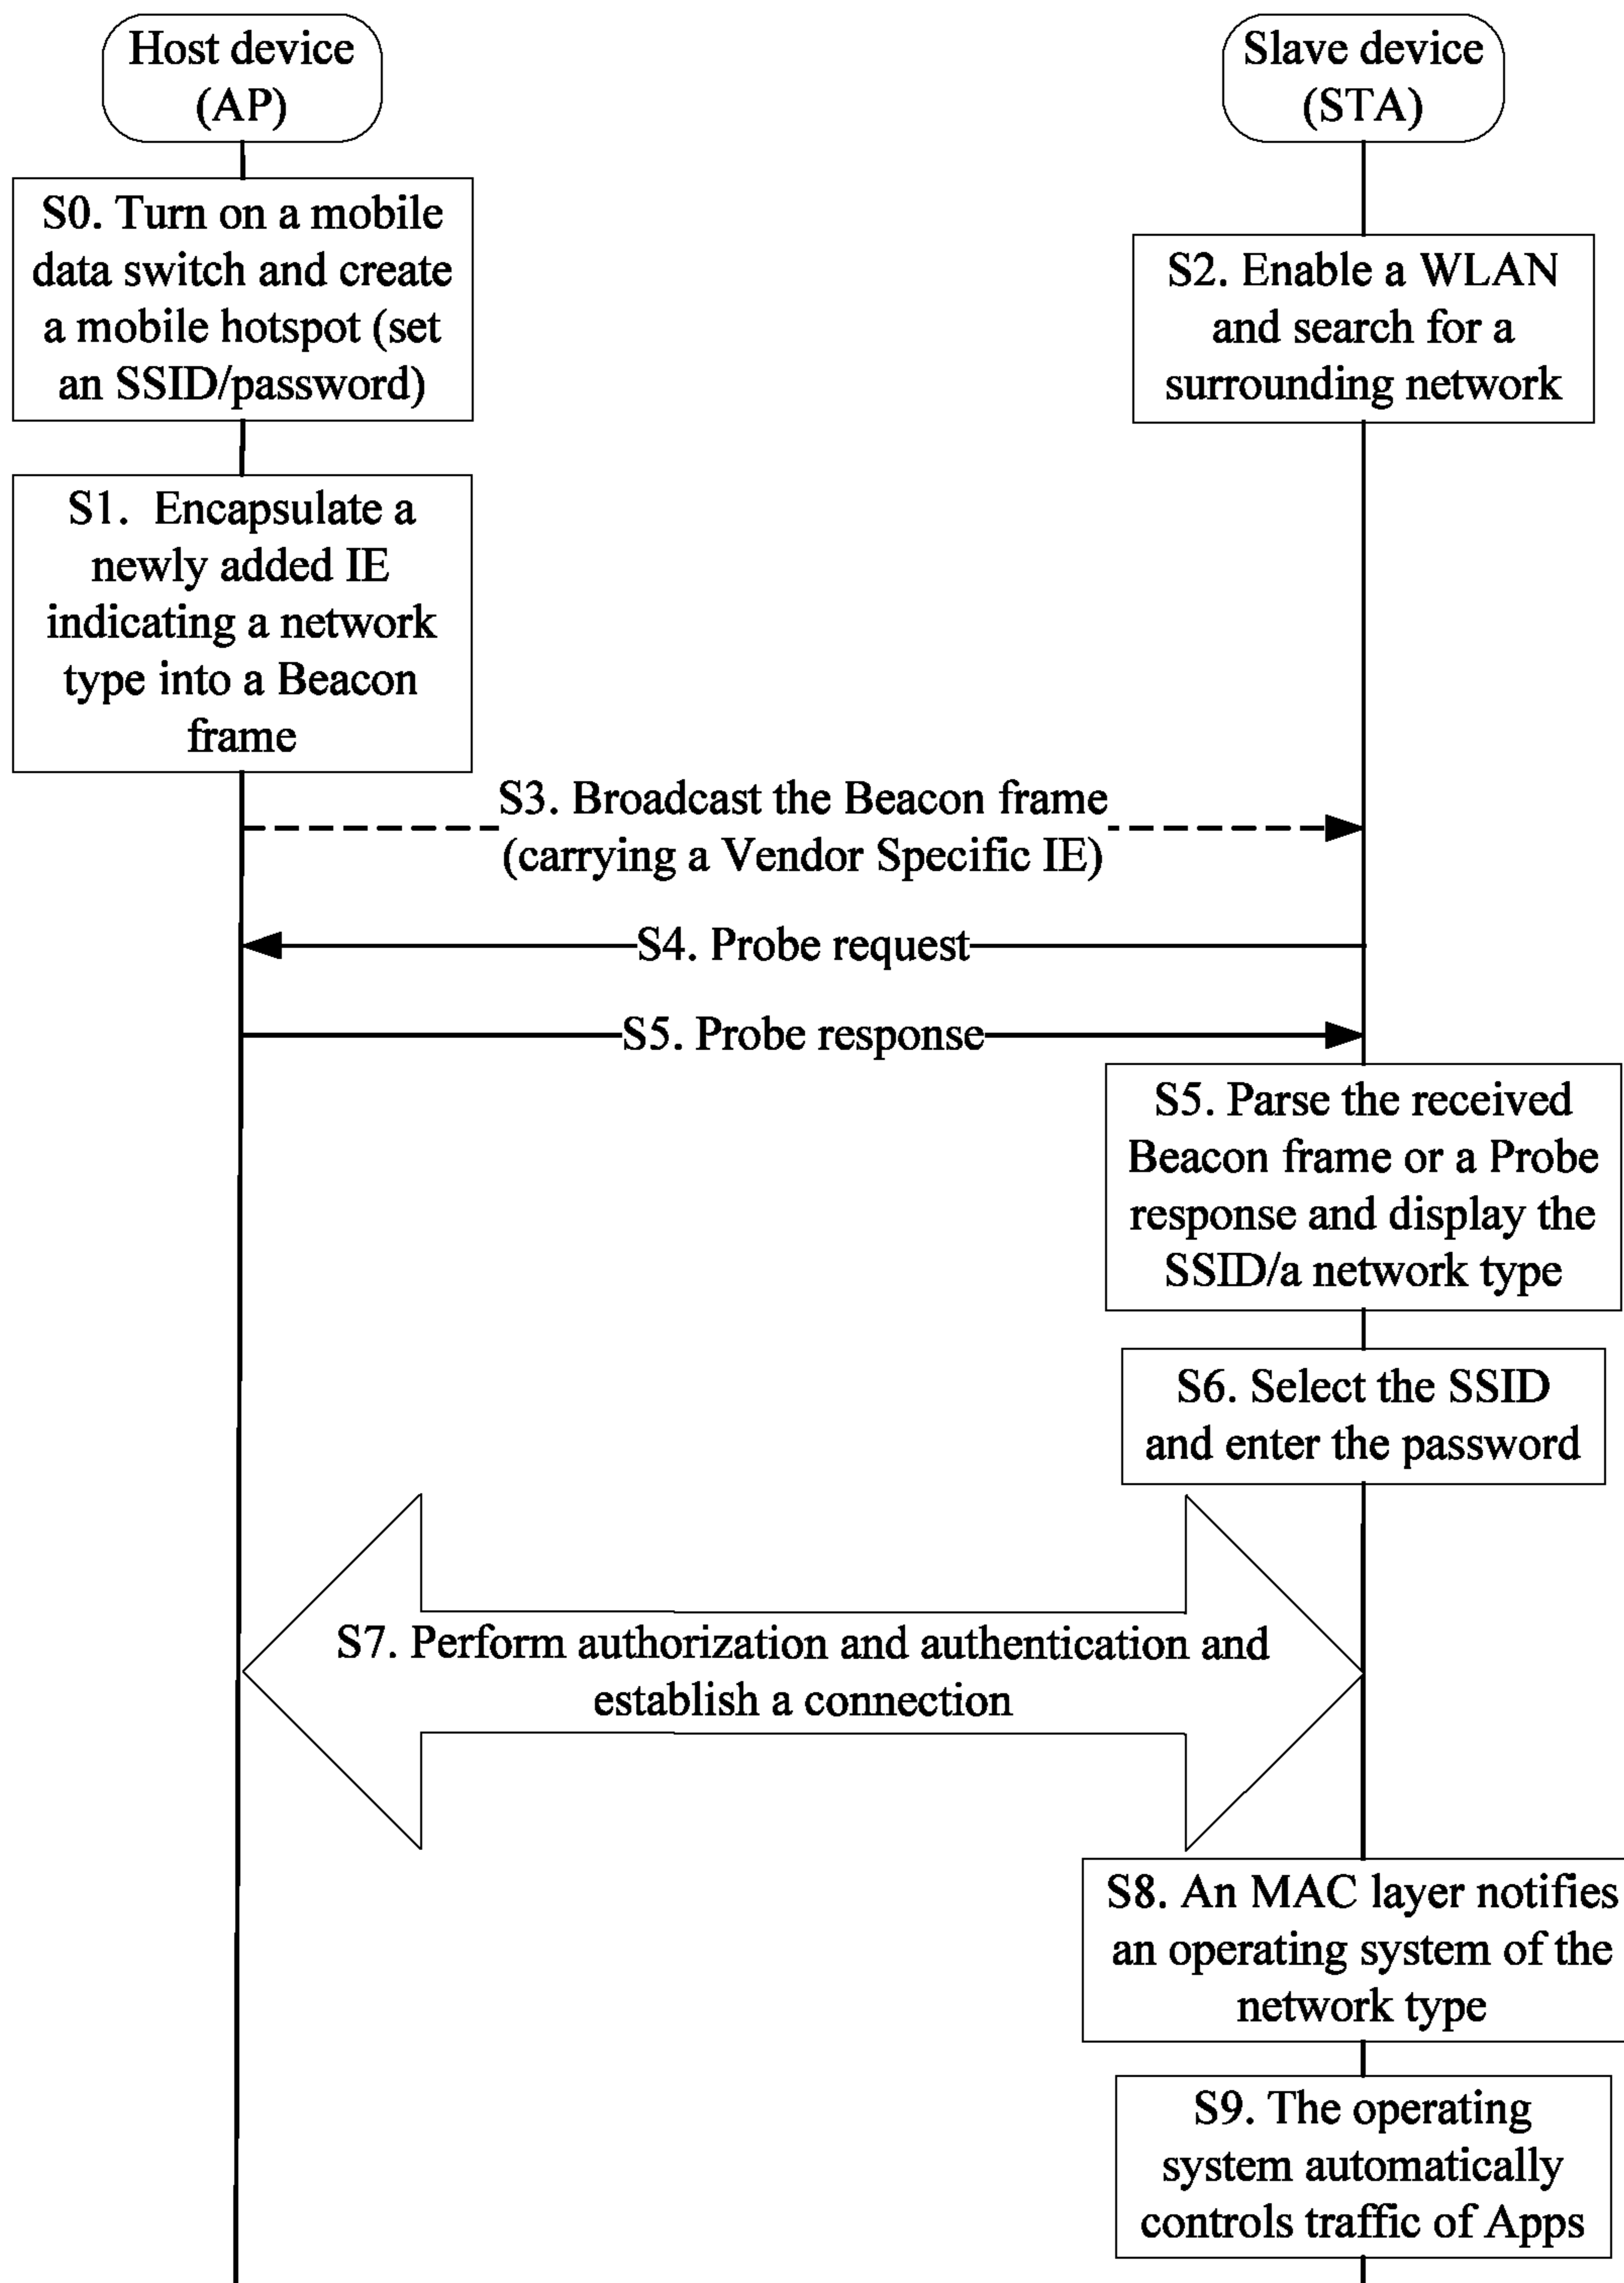 Host device
(AP)
Slave device
(STA)
S0. Turn on a mobile
data switch and create
a mobile hotspot (set
an SSID/password)
S2. Enable a WLAN
and search for a
surrounding network
S1. Encapsulate a
newly added IE
indicating a network
type into a Beacon
frame
S3. Broadcast the Beacon frame
(carrying a Vendor Specific IE)
S4. Probe request
S5. Probe response
S5. Parse the received
Beacon frame or a Probe
response and display the
SSID/a network type
S6. Select the SSID
and enter the password
S7. Perform authorization and authentication and
establish a connection
S8. An MAC layer notifies
an operating system of the
network type
S9. The operating
system automatically
controls traffic of Apps